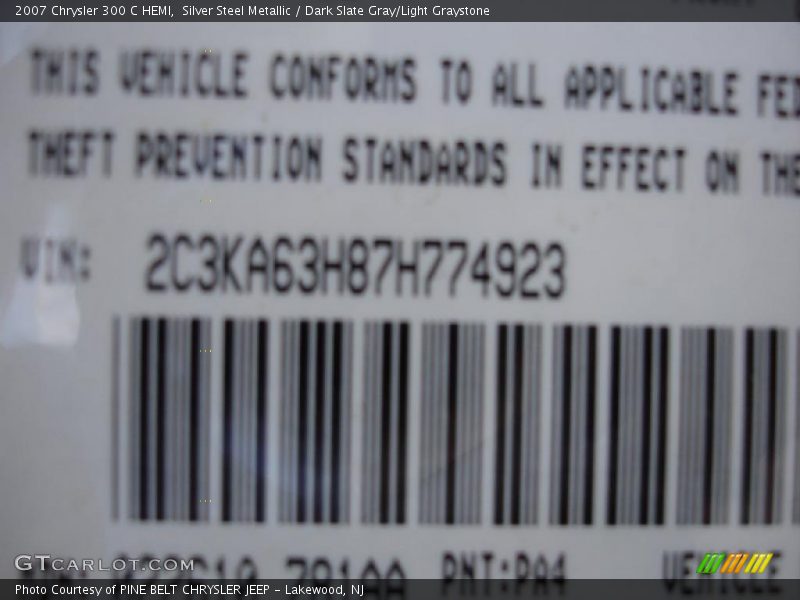 2007 Chrysler 300 C HEMI,  Silver Steel Metallic / Dark Slate Gray/Light Graystone
THIS VEHICLE CONFORMS TO ALL APPLICABLE FED
THEFT PREVENTION STANDARDS IN EFFECT ON THE
VIN: 2C3KA63H87H774923
PNT:PA4 VEHICLE
GTCARLOT.COM
Photo Courtesy of PINE BELT CHRYSLER JEEP - Lakewood, NJ